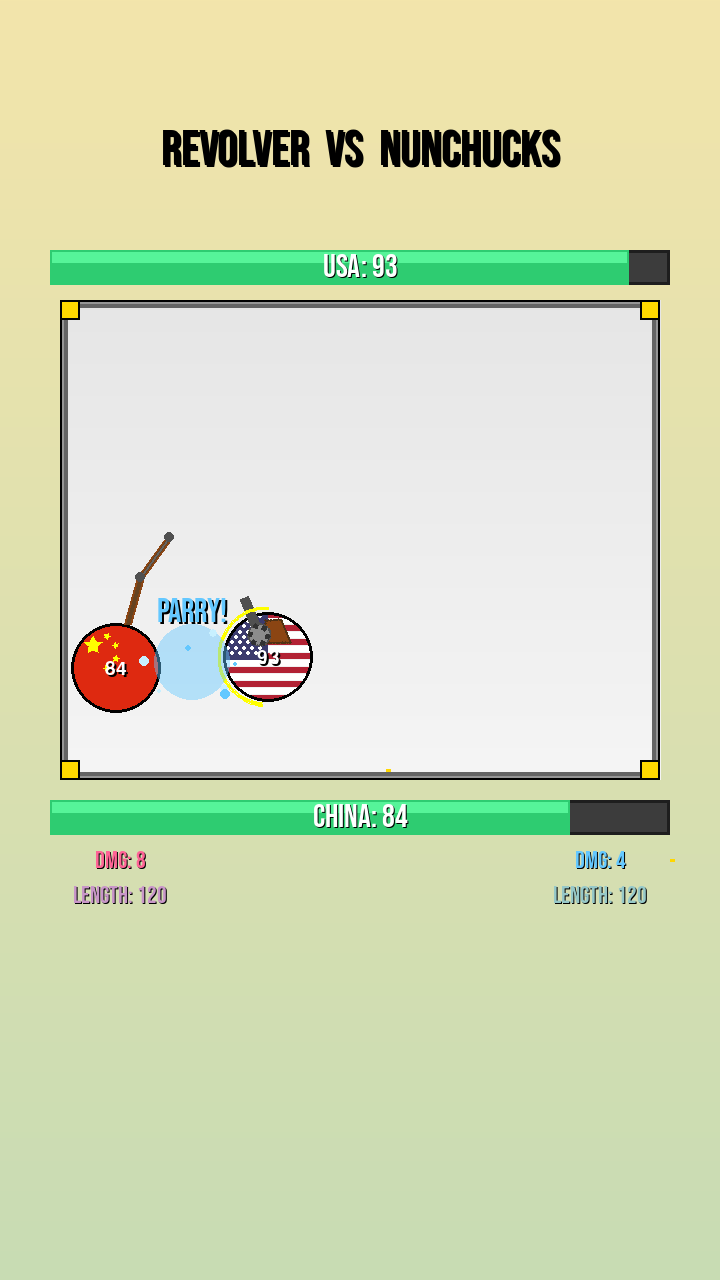 REVOLVER VS NUNCHUCKS
USA: 93
PARRY!
84
93
CHINA: 84
DMG: 8
DMG: 4
LENGTH: 120
LENGTH: 120